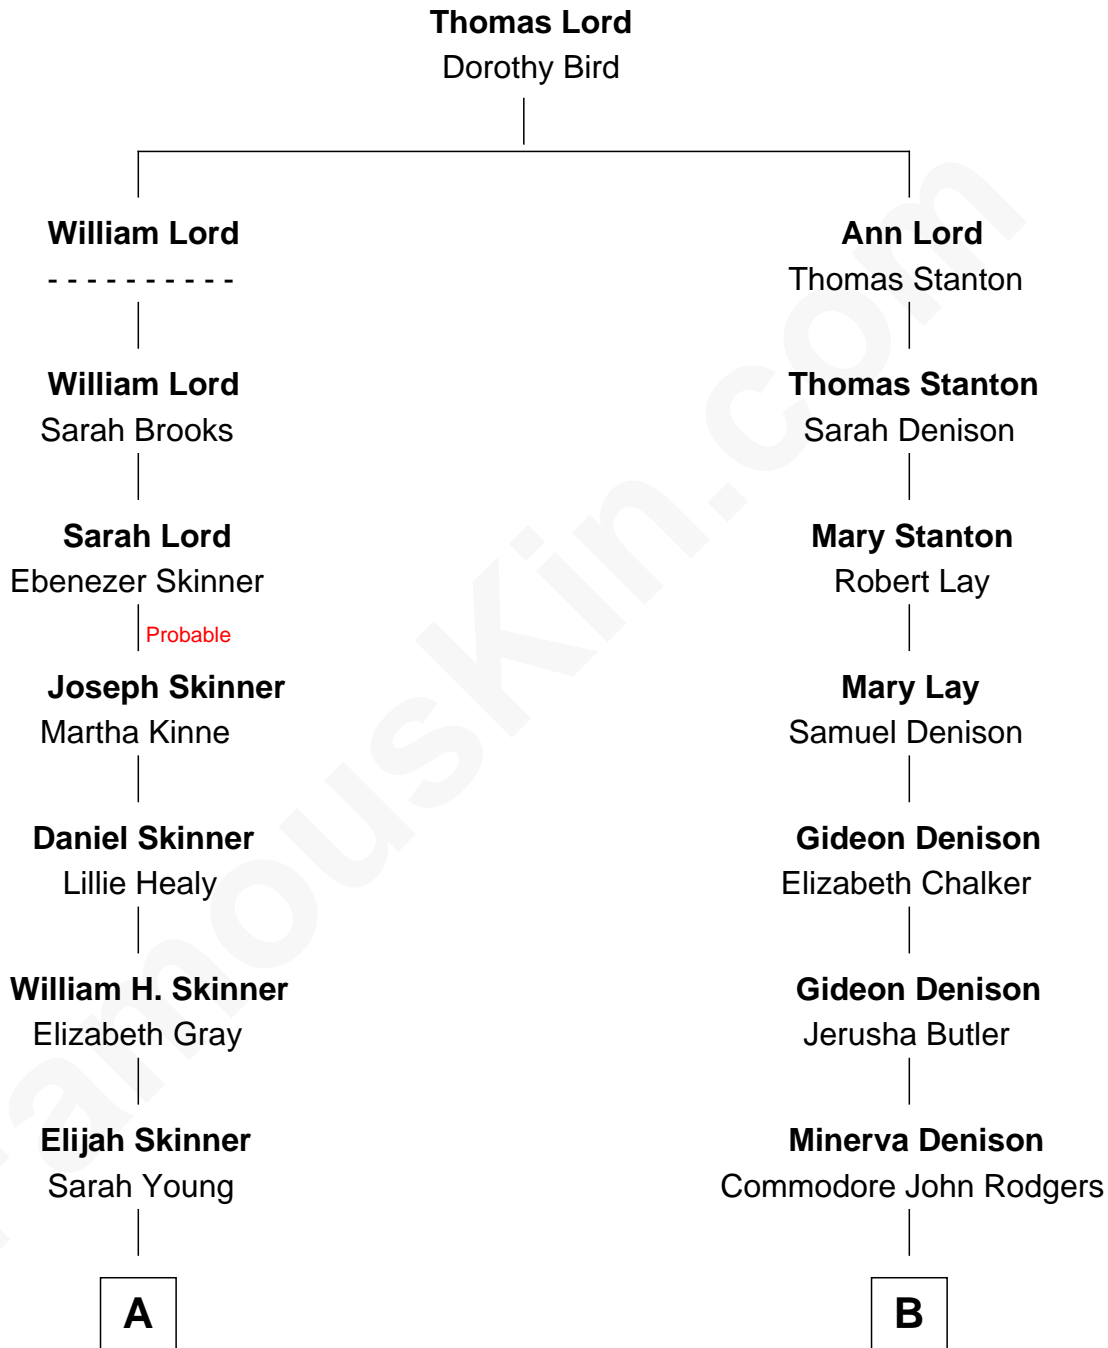 Thomas Lord
Dorothy Bird
William Lord
- - - - - - - - - -
William Lord
Sarah Brooks
Sarah Lord
Ebenezer Skinner
Probable
Joseph Skinner
Martha Kinne
Daniel Skinner
Lillie Healy
William H. Skinner
Elizabeth Gray
Elijah Skinner
Sarah Young
A
Ann Lord
Thomas Stanton
Thomas Stanton
Sarah Denison
Mary Stanton
Robert Lay
Mary Lay
Samuel Denison
Gideon Denison
Elizabeth Chalker
Gideon Denison
Jerusha Butler
Minerva Denison
Commodore John Rodgers
B
FamousKin.com